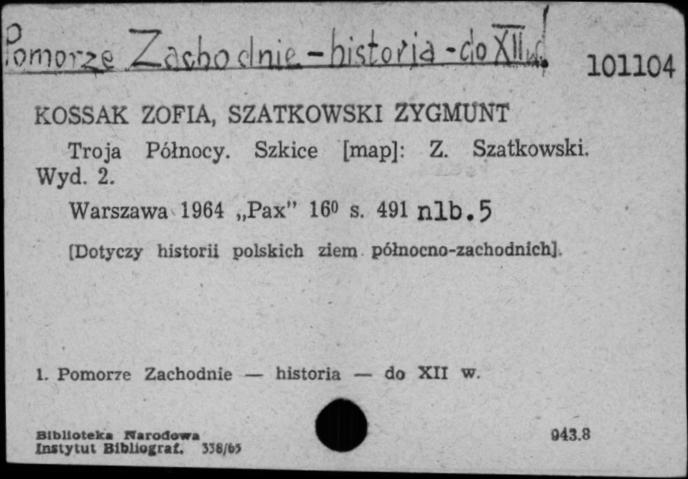 Pomorze Zachodnie - historia - do XII w.
101104
KOSSAK ZOFIA, SZATKOWSKI ZYGMUNT
Troja Północy. Szkice [map]: Z. Szatkowski.
Wyd. 2.
Warszawa 1964 „Pax” 16⁰ s. 491 nlb. 5
[Dotyczy historii polskich ziem północno-zachodnich].
1. Pomorze Zachodnie — historia — do XII w.
Biblioteka Narodowa
Instytut Bibliograf. 338/65
943.8